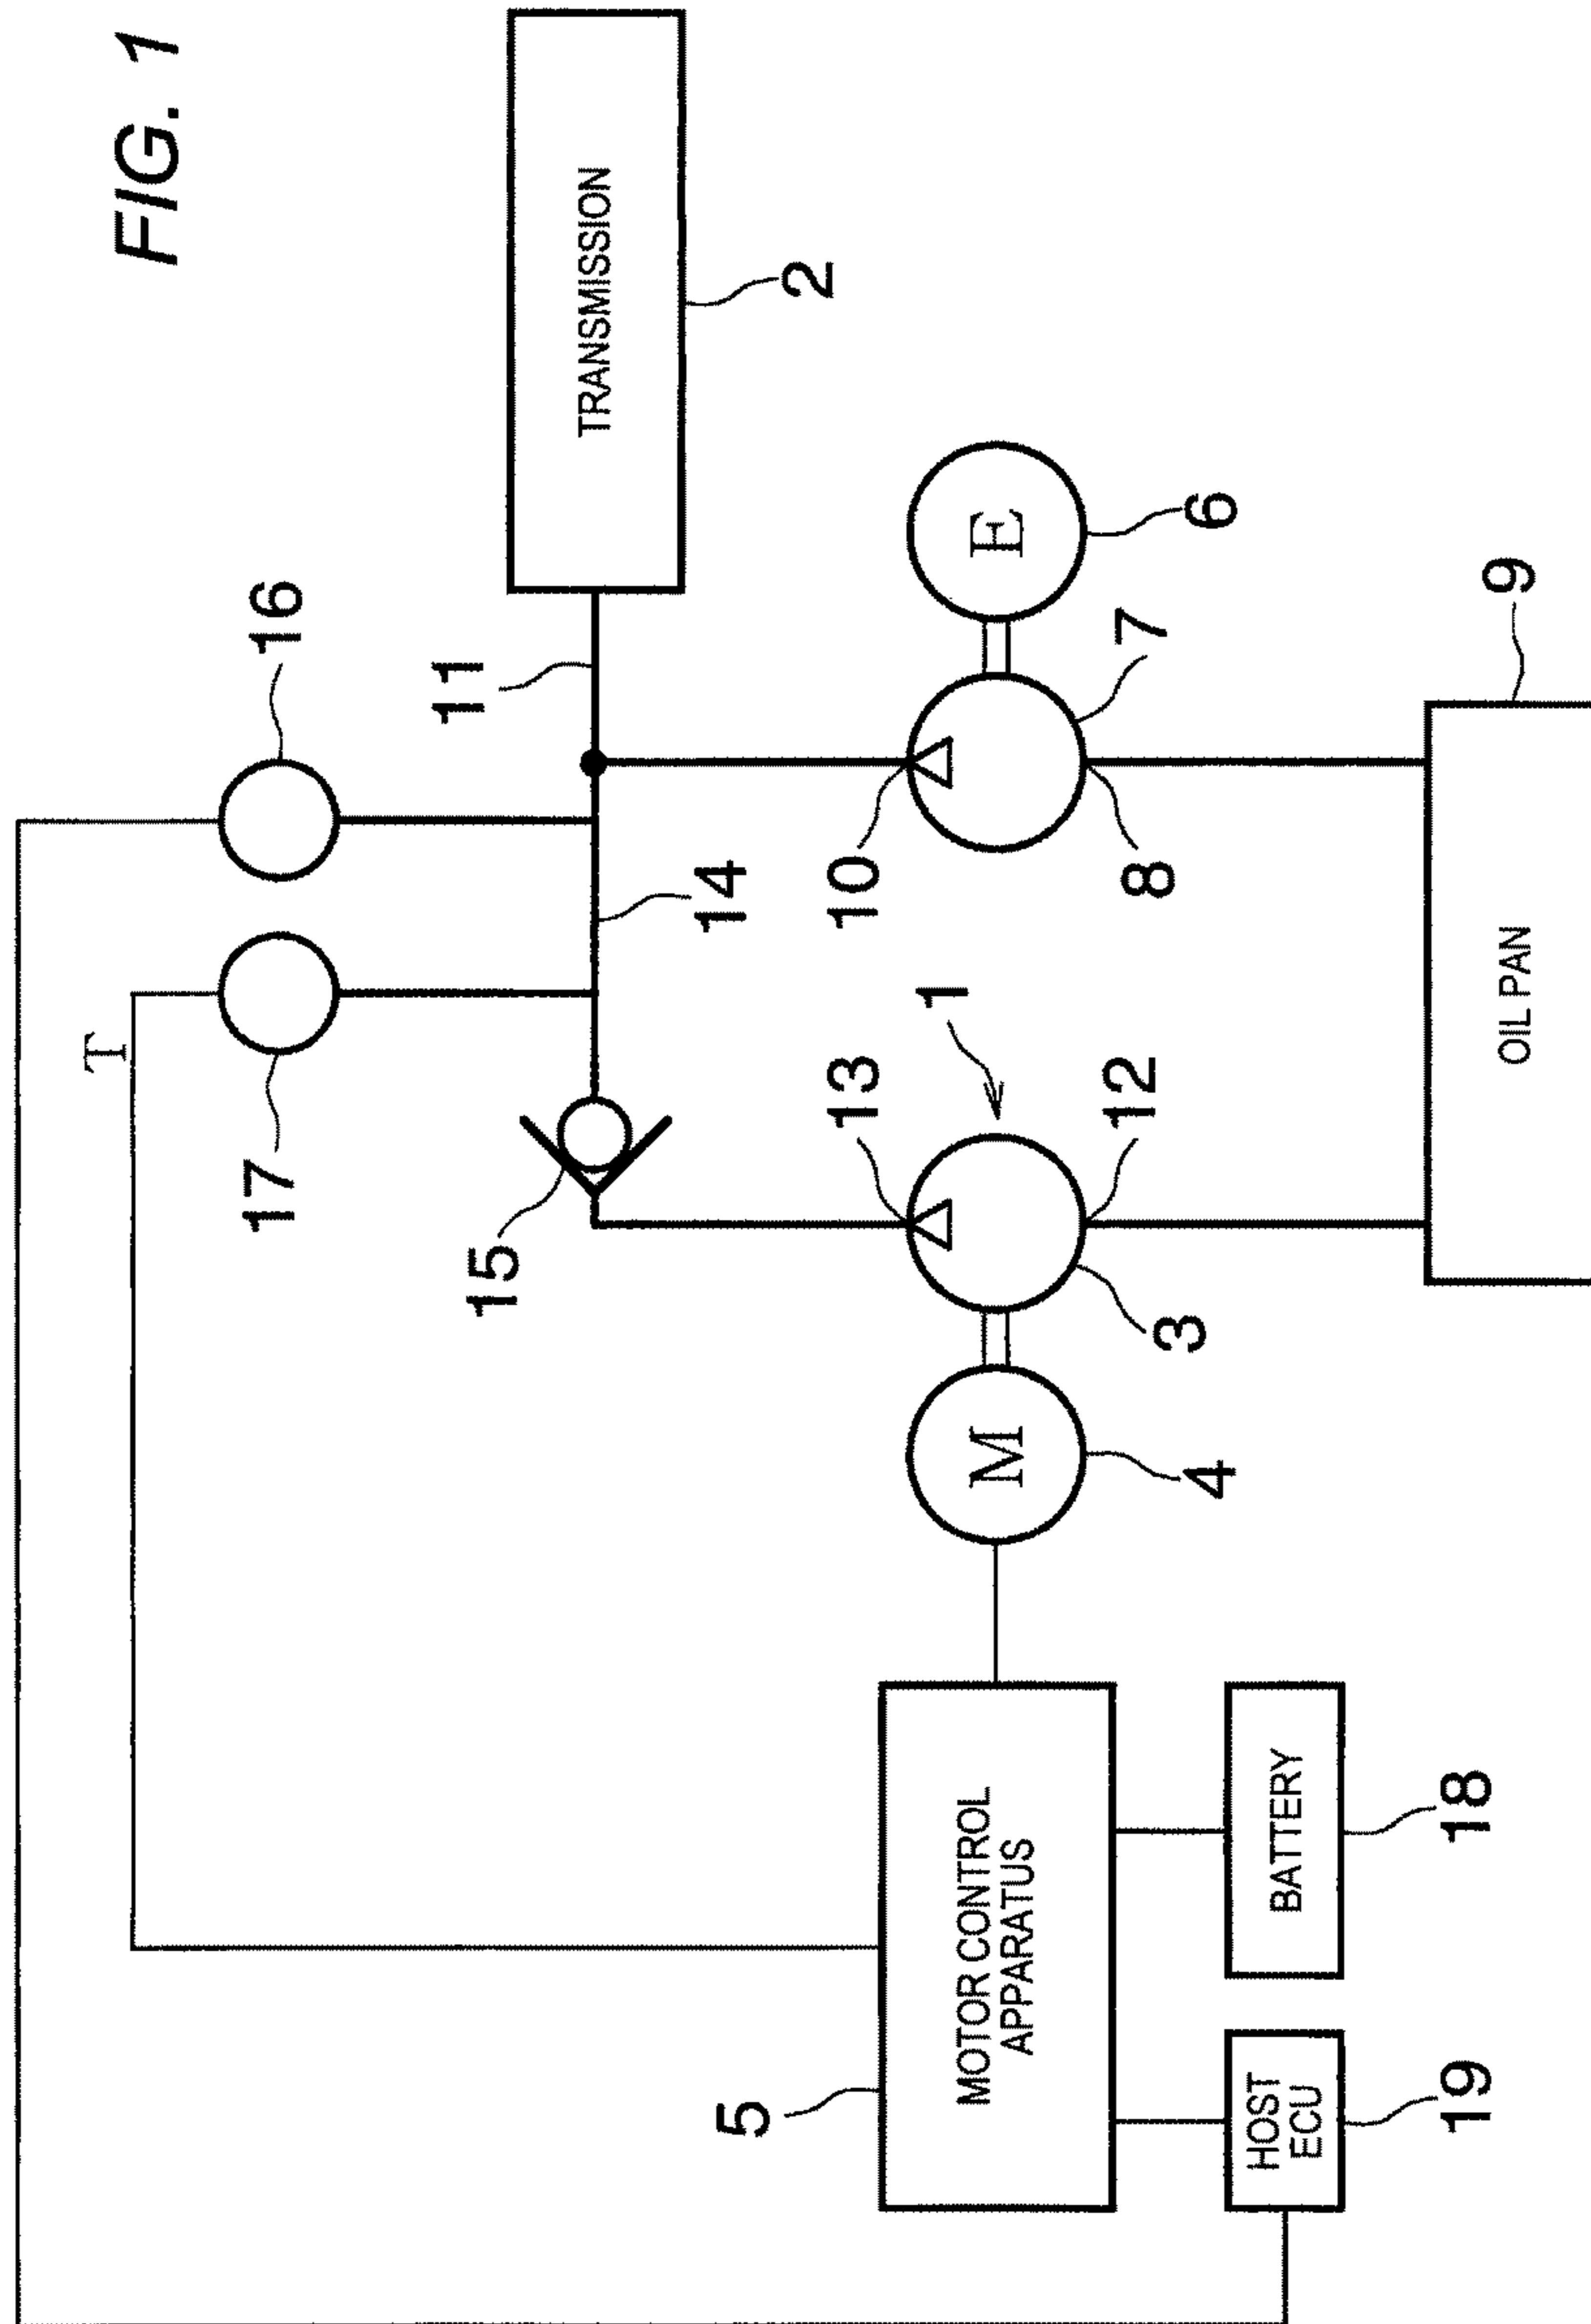 FIG. 1
16
17
T
11
TRANSMISSION
2
14
15
10
13
1
E
6
7
8
12
3
M
4
9
OIL PAN
5
MOTOR CONTROL
APPARATUS
HOST
ECU
19
BATTERY
18